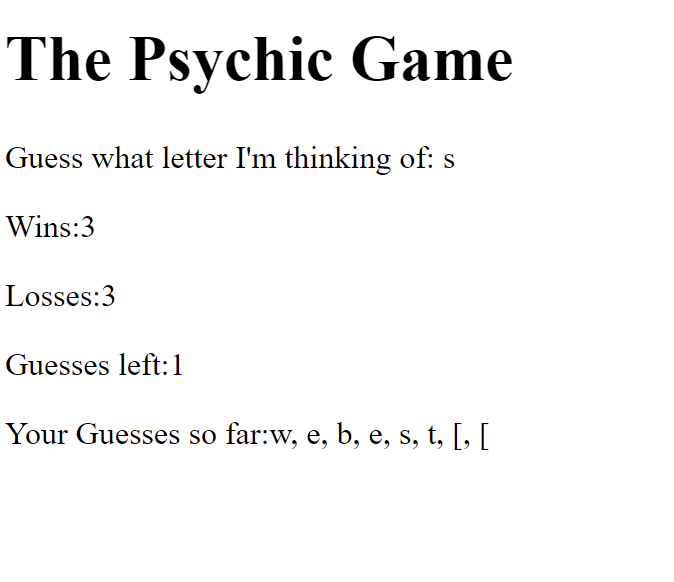 The Psychic Game
Guess what letter I'm thinking of: s
Wins:3
Losses:3
Guesses left:1
Your Guesses so far:w, e, b, e, s, t, [, [